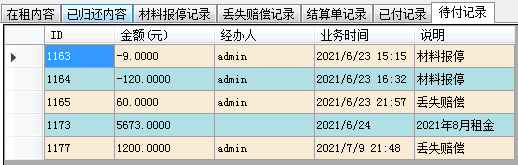 在租内容 已归还内容 材料报停记录 丢失赔偿记录 结算单记录 已付记录 待付记录
ID 金额(元) 经办人 业务时间 说明
1163 -9.0000 admin 2021/6/23 15:15 材料报停
1164 -120.0000 admin 2021/6/23 16:32 材料报停
1165 60.0000 admin 2021/6/23 21:57 丢失赔偿
1173 5673.0000 2021/6/24 2021年8月租金
1177 1200.0000 admin 2021/7/9 21:48 丢失赔偿